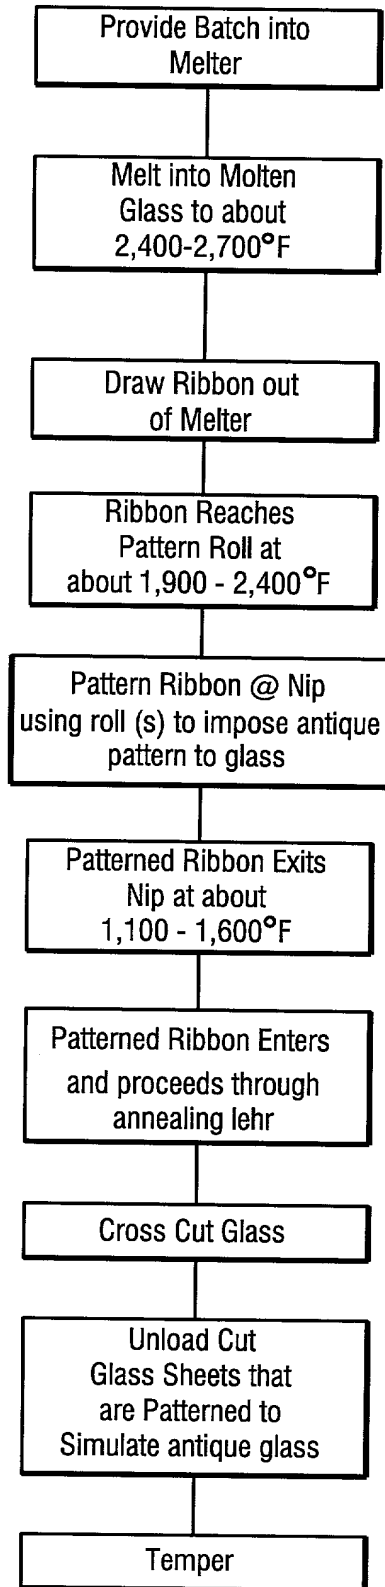 Provide Batch into
Melter
Melt into Molten
Glass to about
2,400-2,700°F
Draw Ribbon out
of Melter
Ribbon Reaches
Pattern Roll at
about 1,900 - 2,400°F
Pattern Ribbon @ Nip
using roll (s) to impose antique
pattern to glass
Patterned Ribbon Exits
Nip at about
1,100 - 1,600°F
Patterned Ribbon Enters
and proceeds through
annealing lehr
Cross Cut Glass
Unload Cut
Glass Sheets that
are Patterned to
Simulate antique glass
Temper